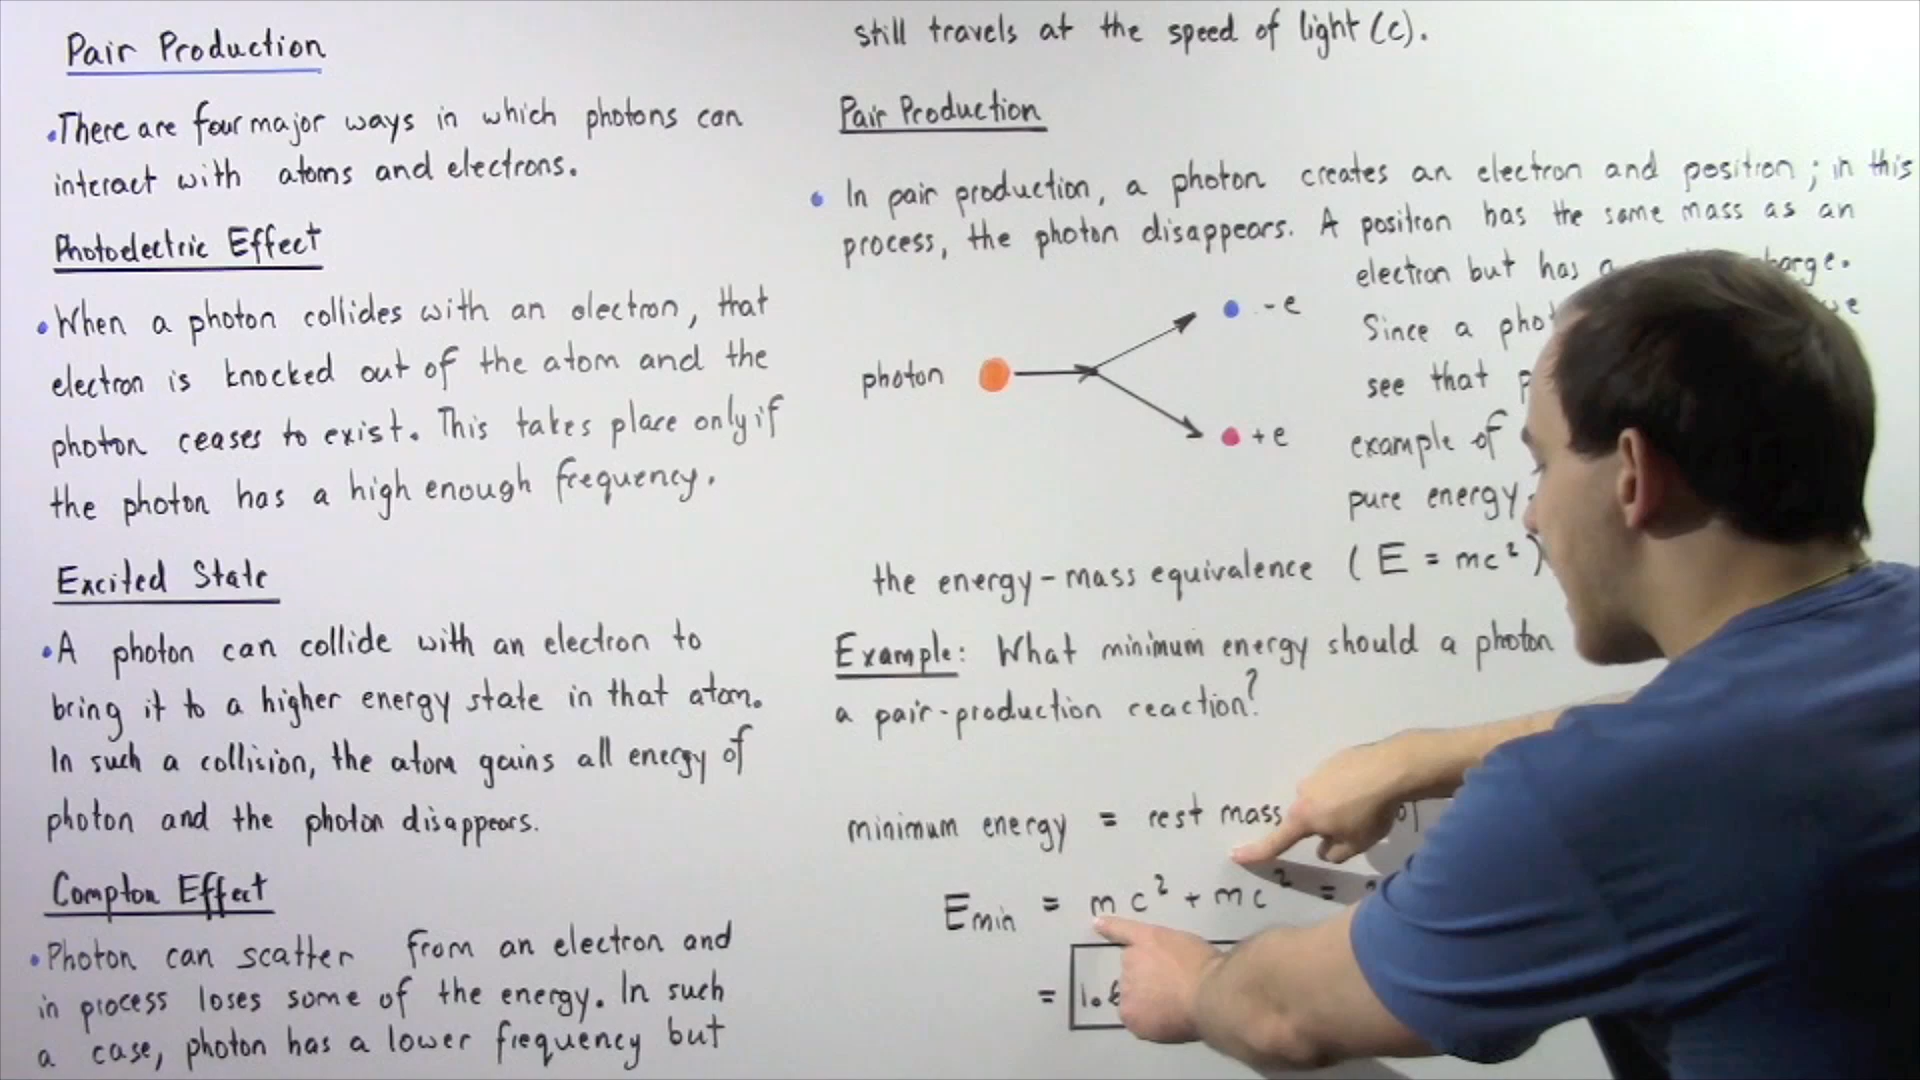 Pair Production
•There are four major ways in which photons can
interact with atoms and electrons.
Photoelectric Effect
•When a photon collides with an electron, that
electron is knocked out of the atom and the
photon ceases to exist. This takes place only if
the photon has a high enough frequency.
Excited State
•A photon can collide with an electron to
bring it to a higher energy state in that atom.
In such a collision, the atom gains all energy of
photon and the photon disappears.
Compton Effect
•Photon can scatter from an electron and
in process loses some of the energy. In such
a case, photon has a lower frequency but
still travels at the speed of light (c).
Pair Production
• In pair production, a photon creates an electron and positron; in this
process, the photon disappears. A positron has the same mass as an
electron but has a
Since a
see that
example of
pure energy
photon
-e
+e
the energy-mass equivalence (E = mc²)
Example: What minimum energy should a photon
a pair-production reaction?
minimum energy = rest mass of
Emin = mc² + mc² =
=